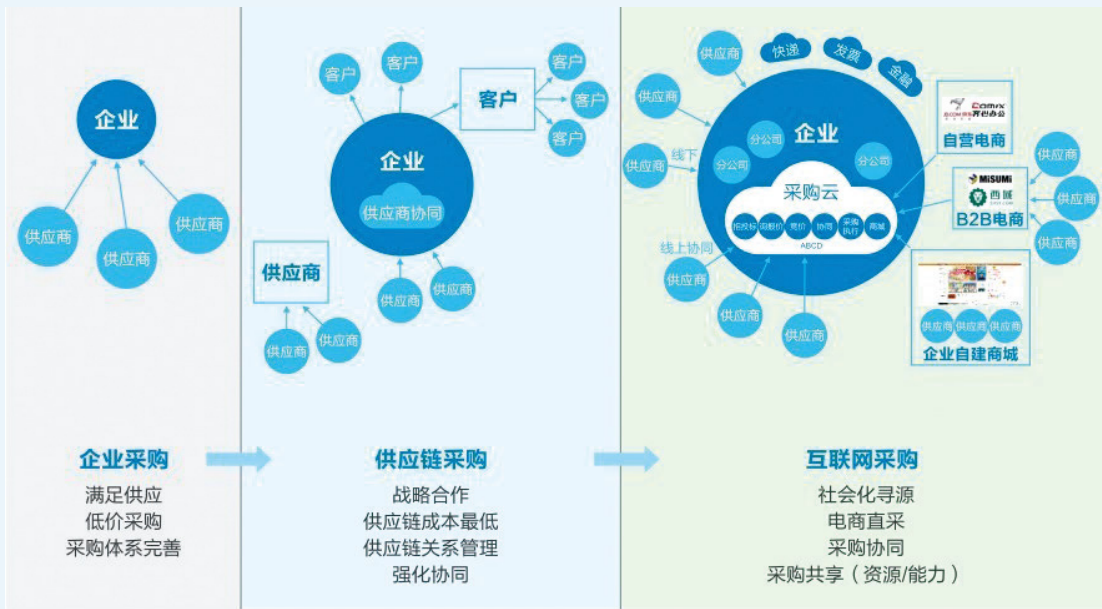 企业
供应商
供应商
供应商
企业采购
满足供应
低价采购
采购体系完善
客户
客户
客户
客户
客户
客户
企业
供应商协同
供应商
供应商
供应商
供应商
供应商
供应链采购
战略合作
供应链成本最低
供应链关系管理
强化协同
供应商
快递
发票
金融
供应商
企业
分公司
分公司
分公司
线下
供应商
采购云
招投标
询报价
竞价
协同
采购
执行
商城
ABCD
线上协同
供应商
供应商
供应商
Comix
齐心办公
自营电商
MiSUMi
西域
B2B电商
供应商
供应商
供应商
供应商
供应商
供应商
企业自建商城
互联网采购
社会化寻源
电商直采
采购协同
采购共享（资源/能力）